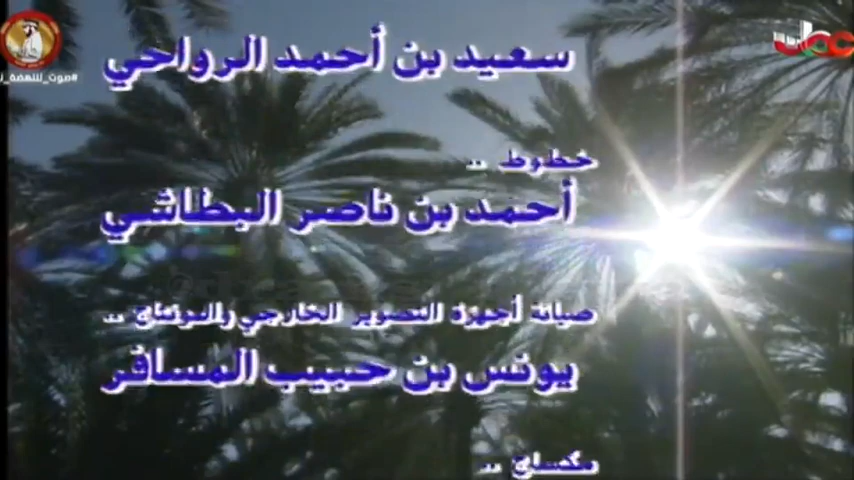 سعيد بن أحمد الرواحي
خطوط ..
أحمد بن ناصر البطاشي
صيانة أجهزة التصوير الخارجي والمونتاج ..
يونس بن حبيب المسافر
مكساج ..